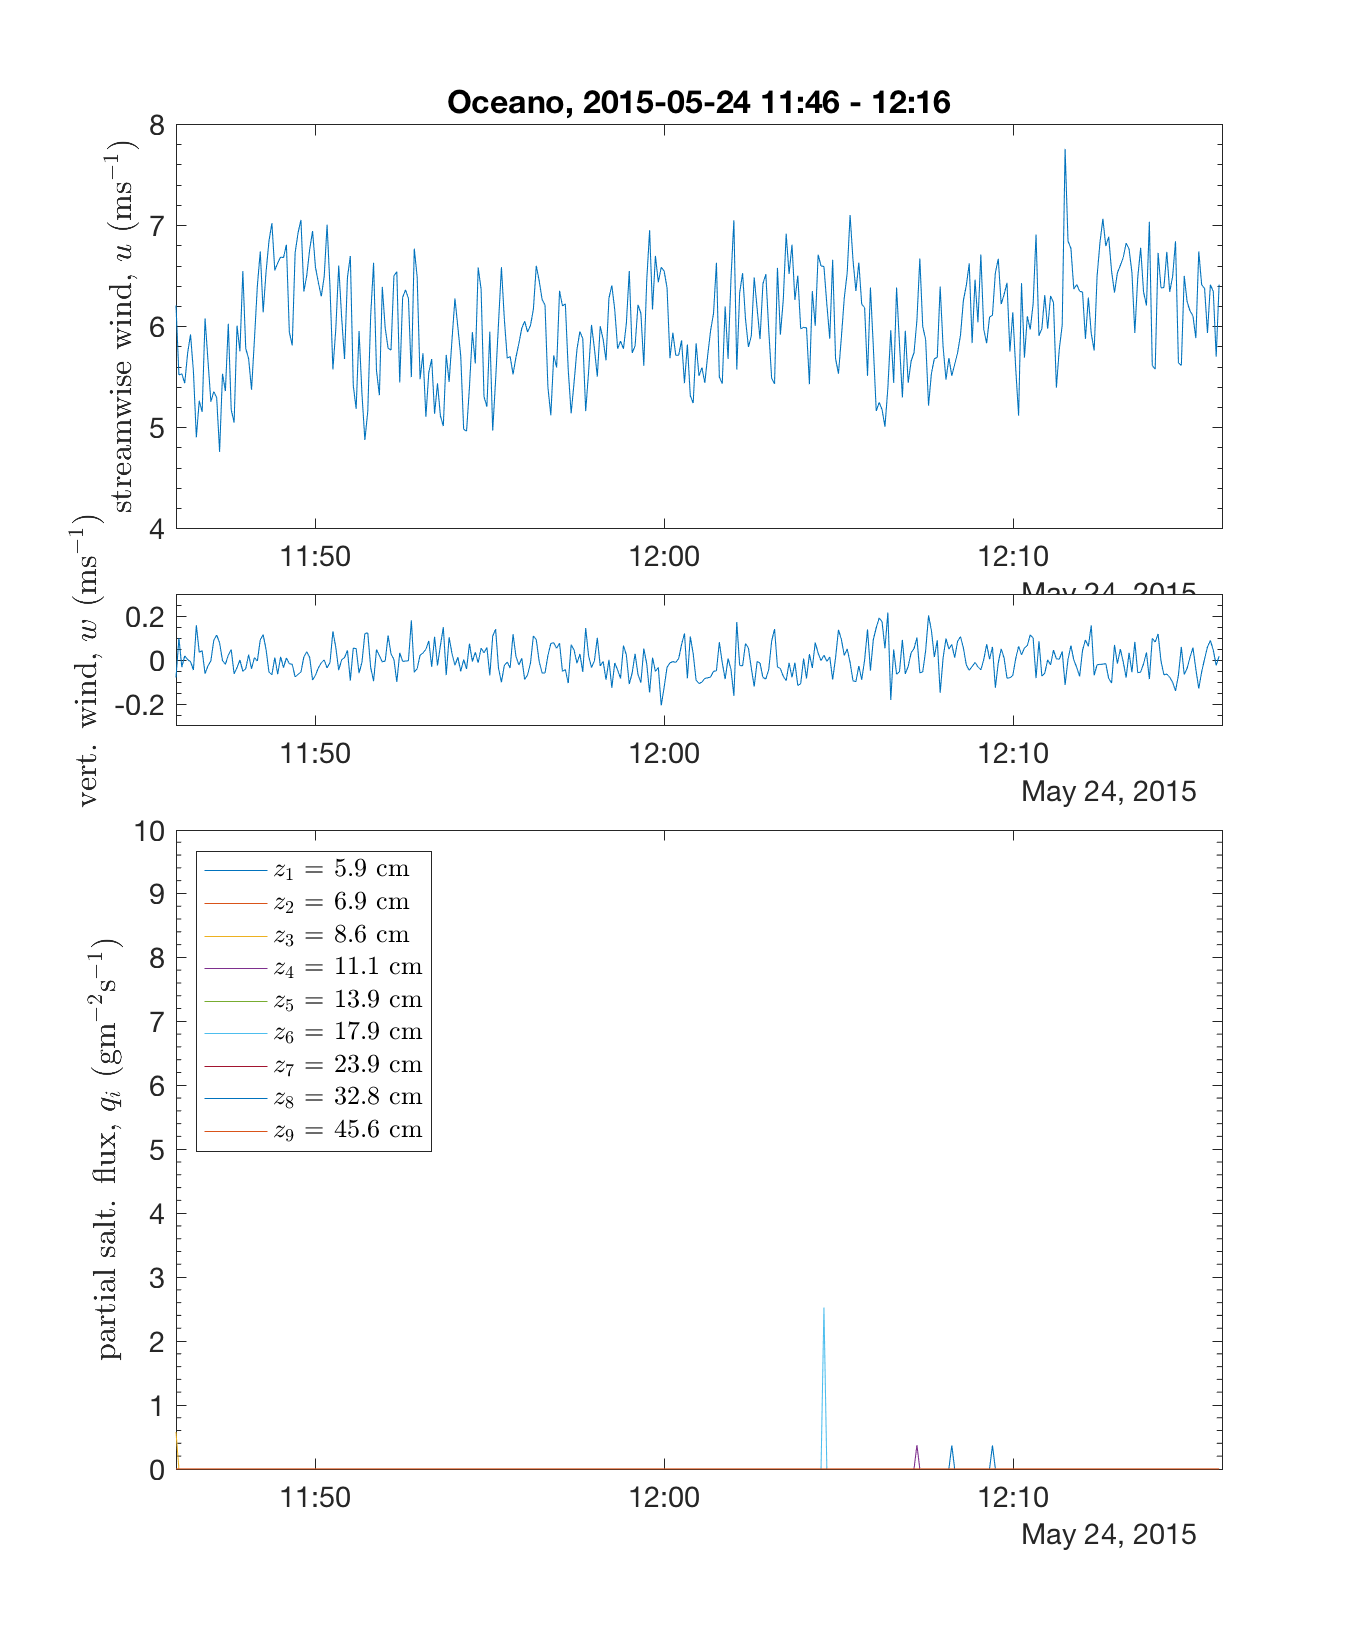 Oceano, 2015-05-24 11:46 - 12:16
streamwise wind, u (ms⁻¹)
8
7
6
5
4
11:50 12:00 12:10
May 24, 2015
vert. wind, w (ms⁻¹)
0.2
0
-0.2
11:50 12:00 12:10
May 24, 2015
partial salt. flux, qᵢ (gm⁻²s⁻¹)
10
9
8
7
6
5
4
3
2
1
0
z₁ = 5.9 cm
z₂ = 6.9 cm
z₃ = 8.6 cm
z₄ = 11.1 cm
z₅ = 13.9 cm
z₆ = 17.9 cm
z₇ = 23.9 cm
z₈ = 32.8 cm
z₉ = 45.6 cm
11:50 12:00 12:10
May 24, 2015